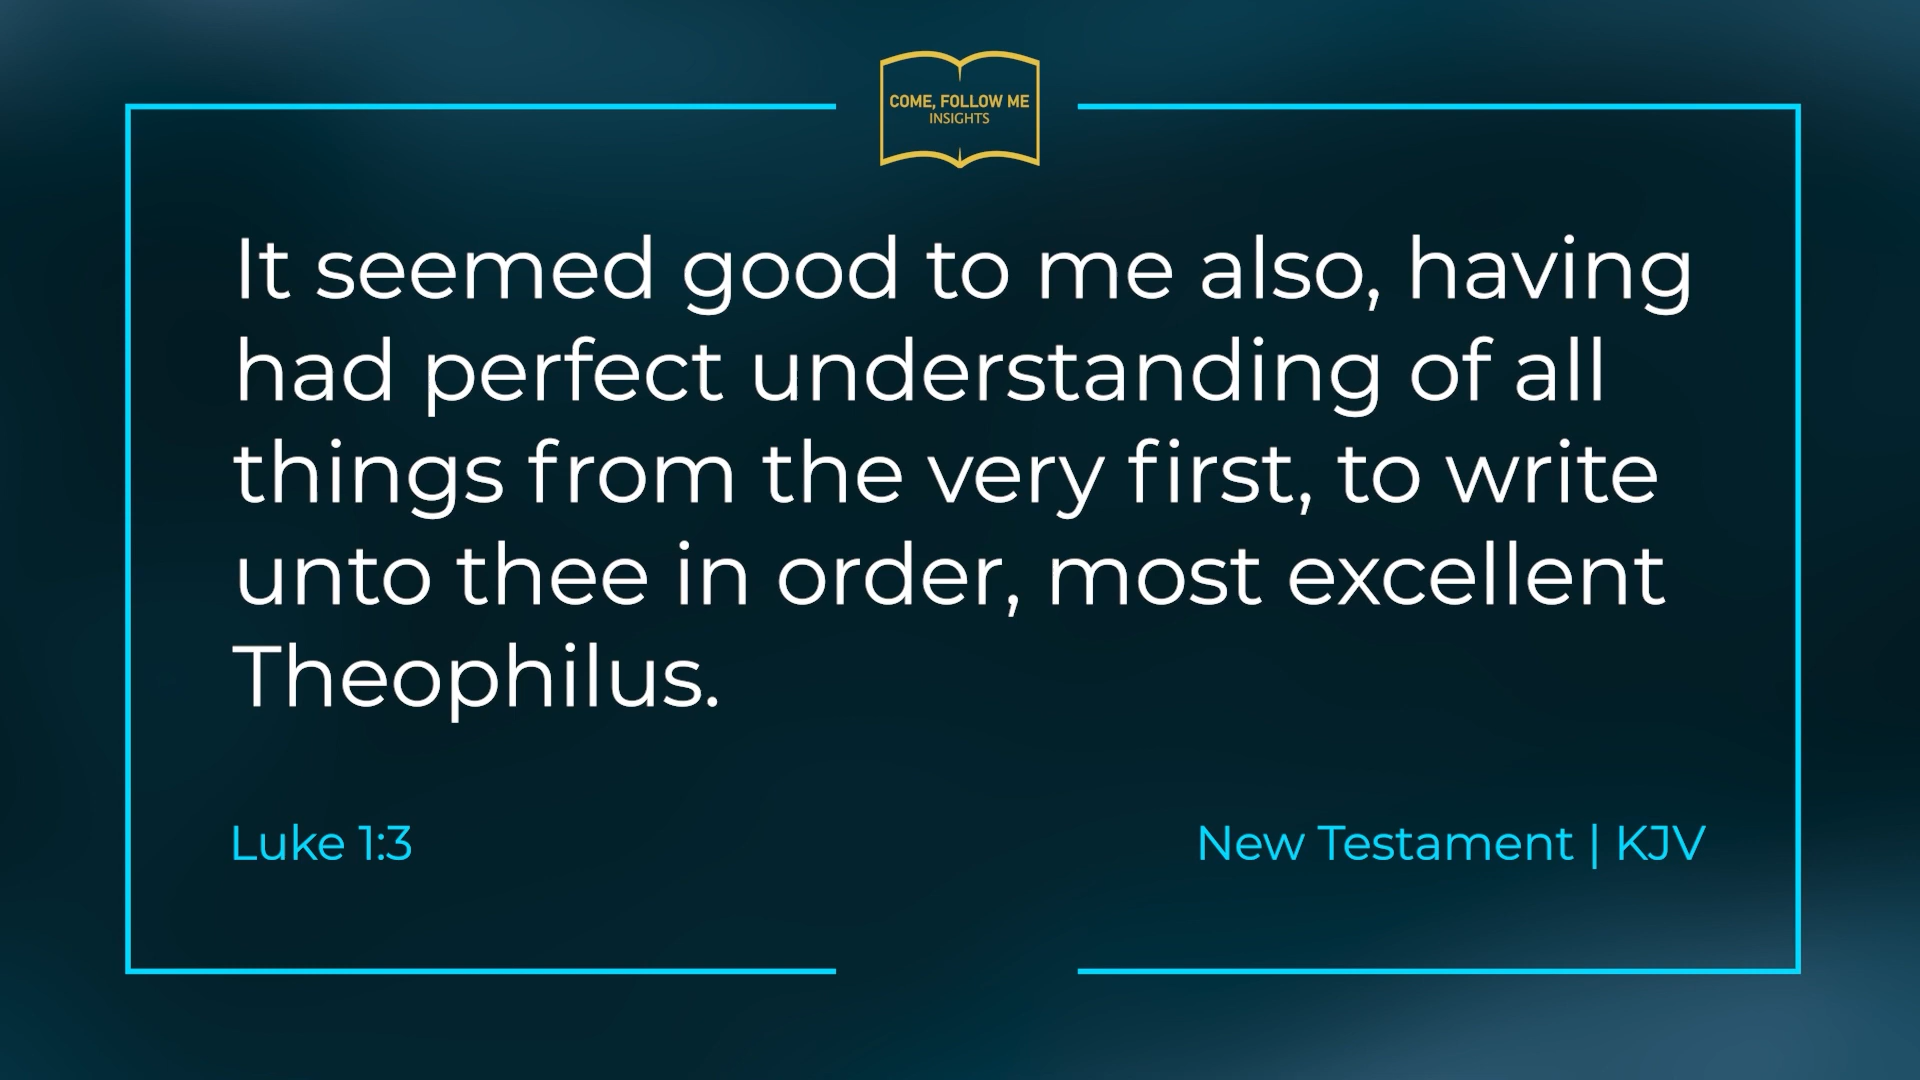 COME, FOLLOW ME
INSIGHTS
It seemed good to me also, having
had perfect understanding of all
things from the very first, to write
unto thee in order, most excellent
Theophilus.
Luke 1:3
New Testament | KJV